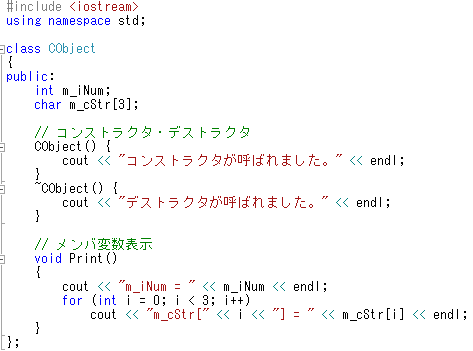 #include <iostream>
using namespace std;

class CObject
{
public:
    int m_iNum;
    char m_cStr[3];

    // コンストラクタ・デストラクタ
    CObject() {
        cout << "コンストラクタが呼ばれました。" << endl;
    }
    ~CObject() {
        cout << "デストラクタが呼ばれました。" << endl;
    }

    // メンバ変数表示
    void Print()
    {
        cout << "m_iNum = " << m_iNum << endl;
        for (int i = 0; i < 3; i++)
            cout << "m_cStr[" << i << "] = " << m_cStr[i] << endl;
    }
};